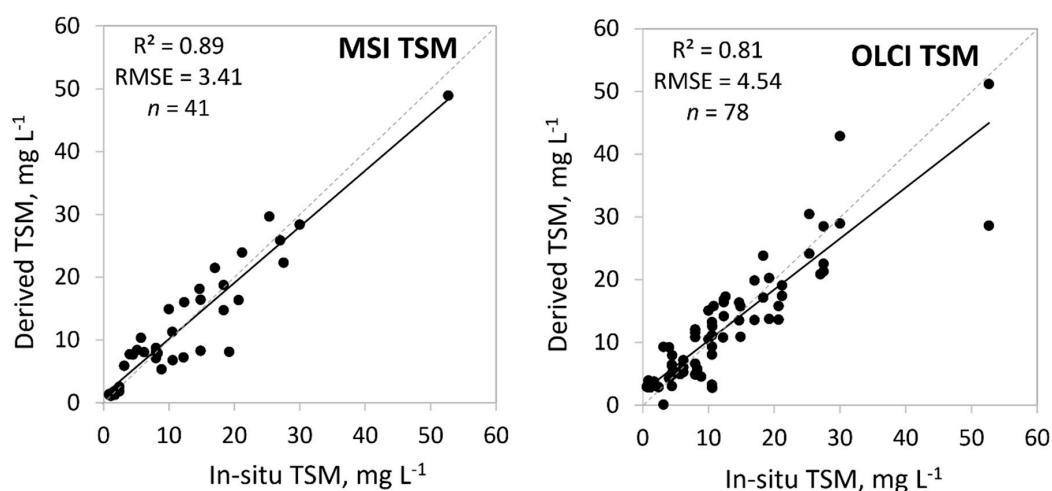 MSI TSM
R² = 0.89
RMSE = 3.41
n = 41
Derived TSM, mg L⁻¹
60
50
40
30
20
10
0
0 10 20 30 40 50 60
In-situ TSM, mg L⁻¹
OLCI TSM
R² = 0.81
RMSE = 4.54
n = 78
Derived TSM, mg L⁻¹
60
50
40
30
20
10
0
0 10 20 30 40 50 60
In-situ TSM, mg L⁻¹